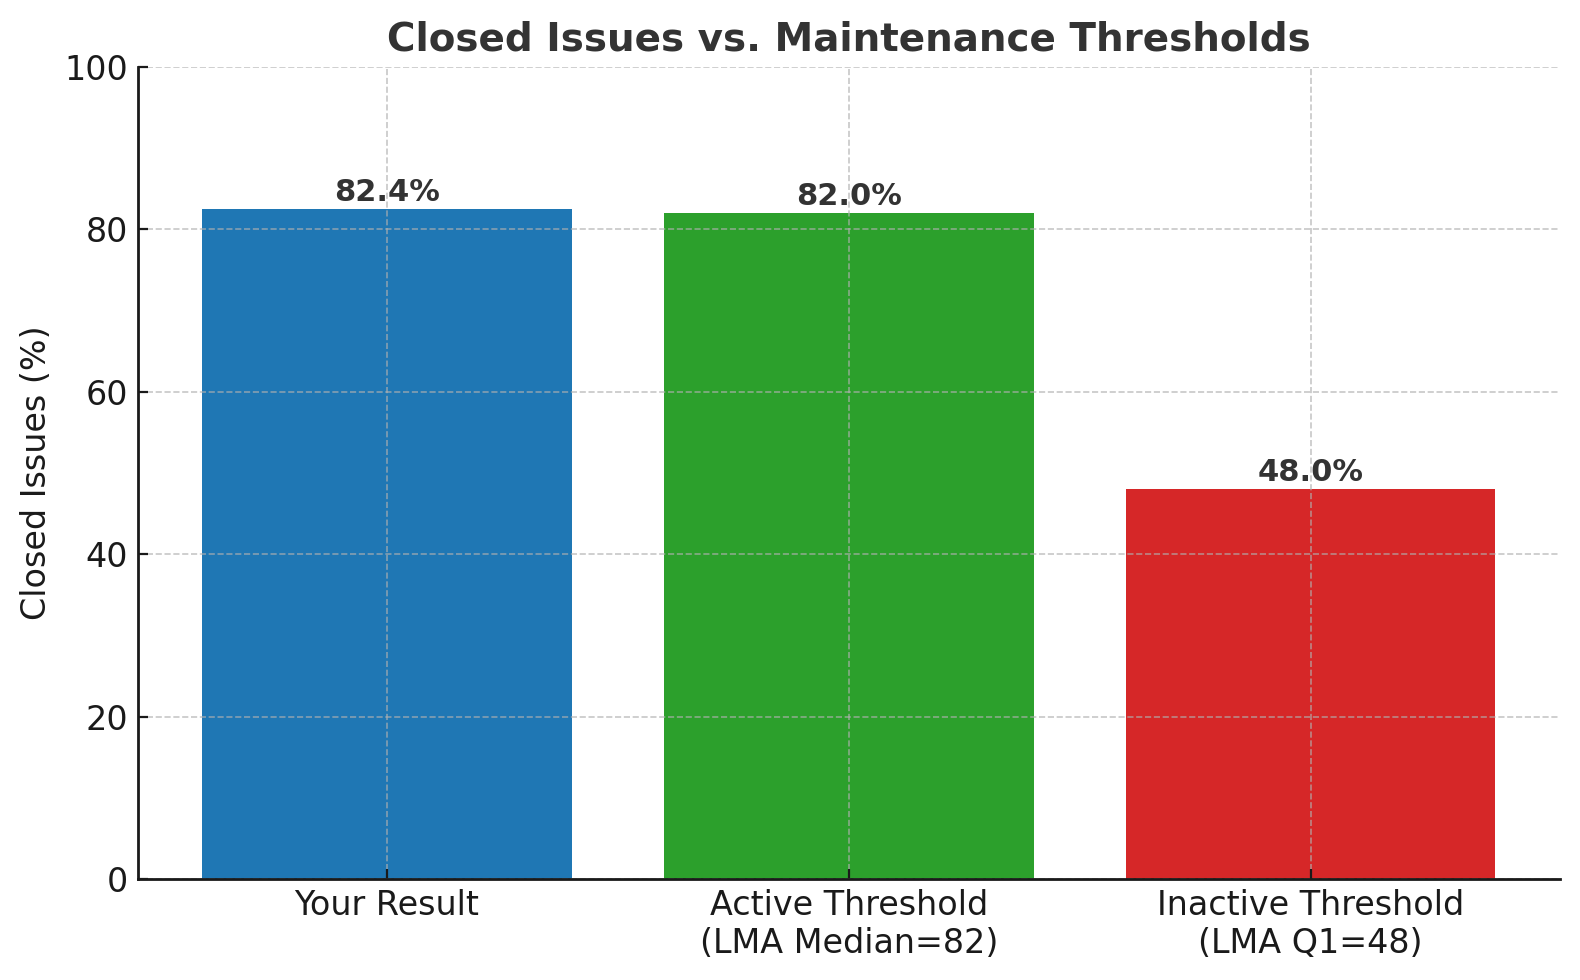 Closed Issues vs. Maintenance Thresholds
100
80
60
40
20
0
Closed Issues (%)
82.4%
82.0%
48.0%
Your Result
Active Threshold
(LMA Median=82)
Inactive Threshold
(LMA Q1=48)